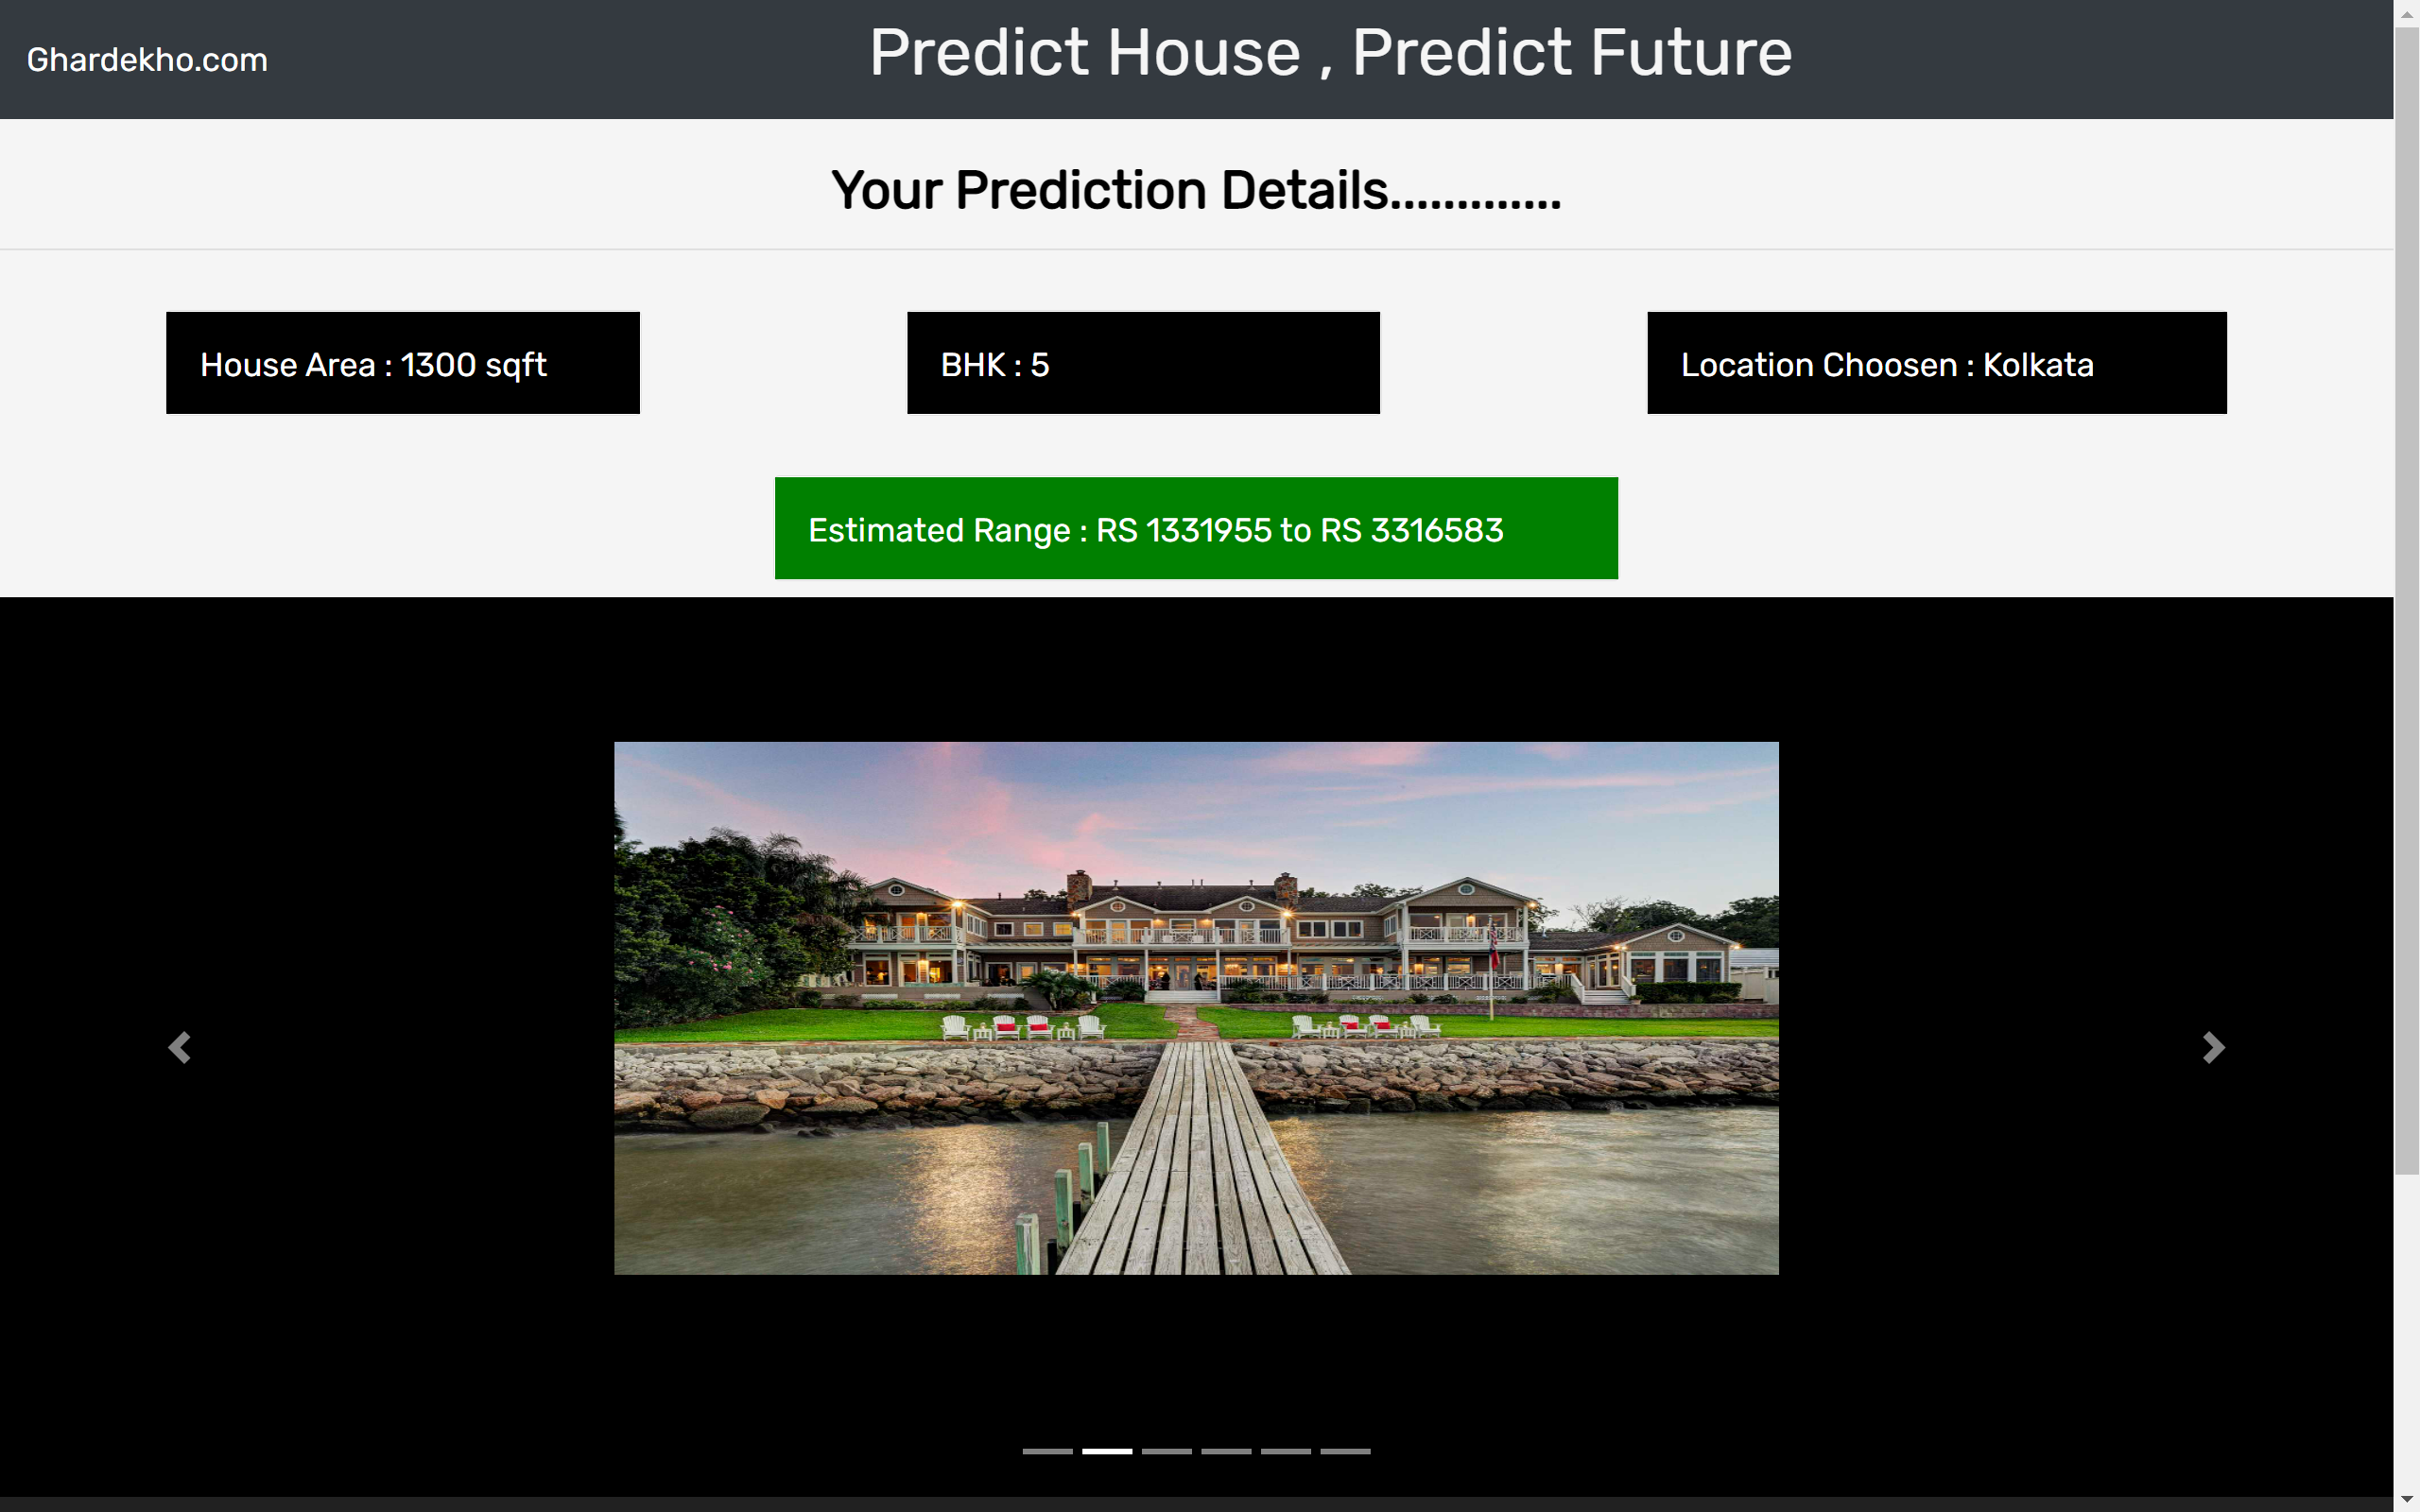 Ghardekho.com
Predict House , Predict Future
Your Prediction Details.............
House Area : 1300 sqft
BHK : 5
Location Choosen : Kolkata
Estimated Range : RS 1331955 to RS 3316583